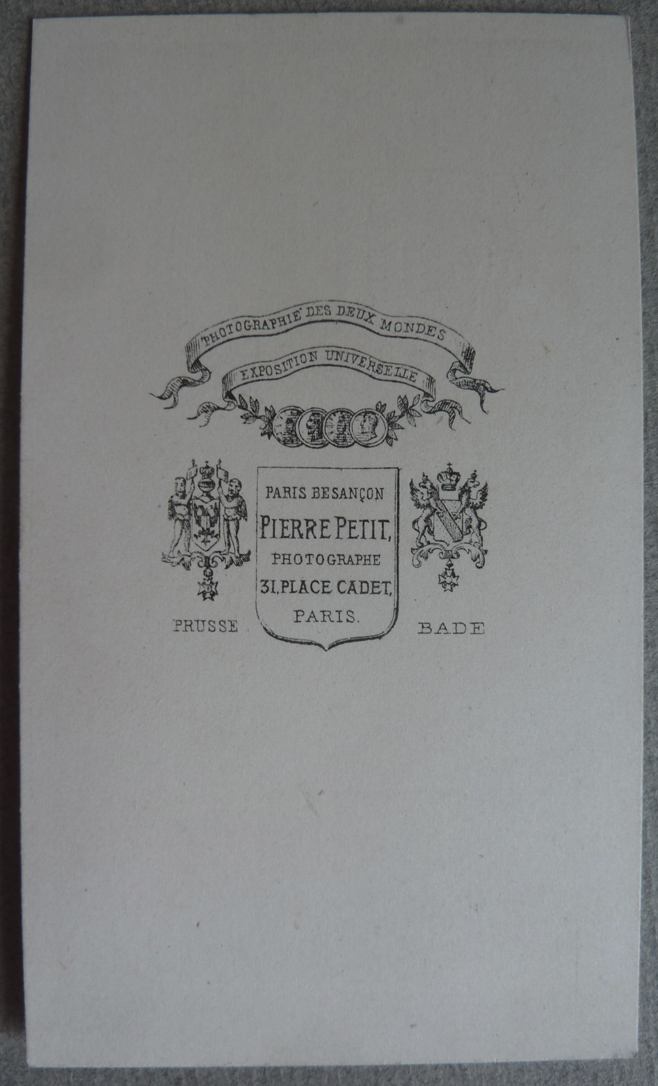 PHOTOGRAPHIE DES DEUX MONDES
EXPOSITION UNIVERSELLE
PARIS BESANÇON
PIERRE PETIT,
PHOTOGRAPHE
31, PLACE CADET,
PARIS.
PRUSSE
BADE